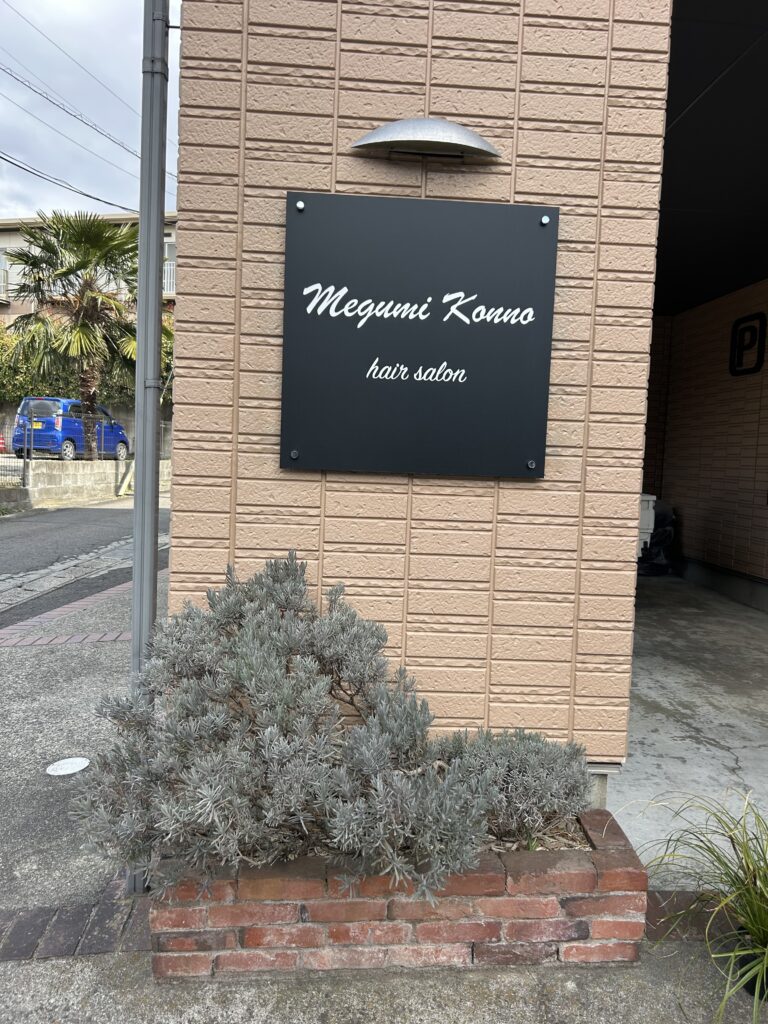 Megumi Konno
hair salon
P